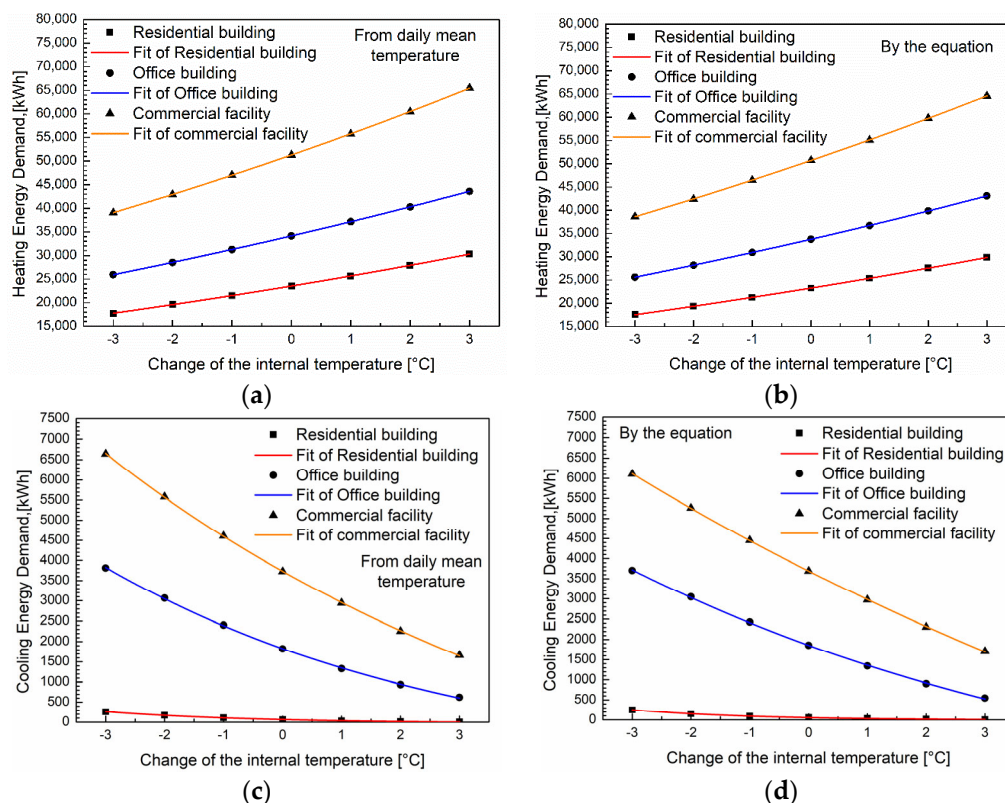 80,000
75,000
70,000
65,000
60,000
55,000
50,000
45,000
40,000
35,000
30,000
25,000
20,000
15,000
Heating Energy Demand,[kWh]
Residential building
Fit of Residential building
Office building
Fit of Office building
Commercial facility
Fit of commercial facility
From daily mean
temperature
-3 -2 -1 0 1 2 3
Change of the internal temperature [°C]
(a)
80,000
75,000
70,000
65,000
60,000
55,000
50,000
45,000
40,000
35,000
30,000
25,000
20,000
15,000
Heating Energy Demand,[kWh]
Residential building
Fit of Residential building
Office building
Fit of Office building
Commercial facility
Fit of commercial facility
By the equation
-3 -2 -1 0 1 2 3
Change of the internal temperature [°C]
(b)
7500
7000
6500
6000
5500
5000
4500
4000
3500
3000
2500
2000
1500
1000
500
0
Cooling Energy Demand,[kWh]
Residential building
Fit of Residential building
Office building
Fit of Office building
Commercial facility
Fit of commercial facility
From daily mean
temperature
-3 -2 -1 0 1 2 3
Change of the internal temperature [°C]
(c)
7500
7000
6500
6000
5500
5000
4500
4000
3500
3000
2500
2000
1500
1000
500
0
Cooling Energy Demand,[kWh]
By the equation
Residential building
Fit of Residential building
Office building
Fit of Office building
Commercial facility
Fit of commercial facility
-3 -2 -1 0 1 2 3
Change of the internal temperature [°C]
(d)